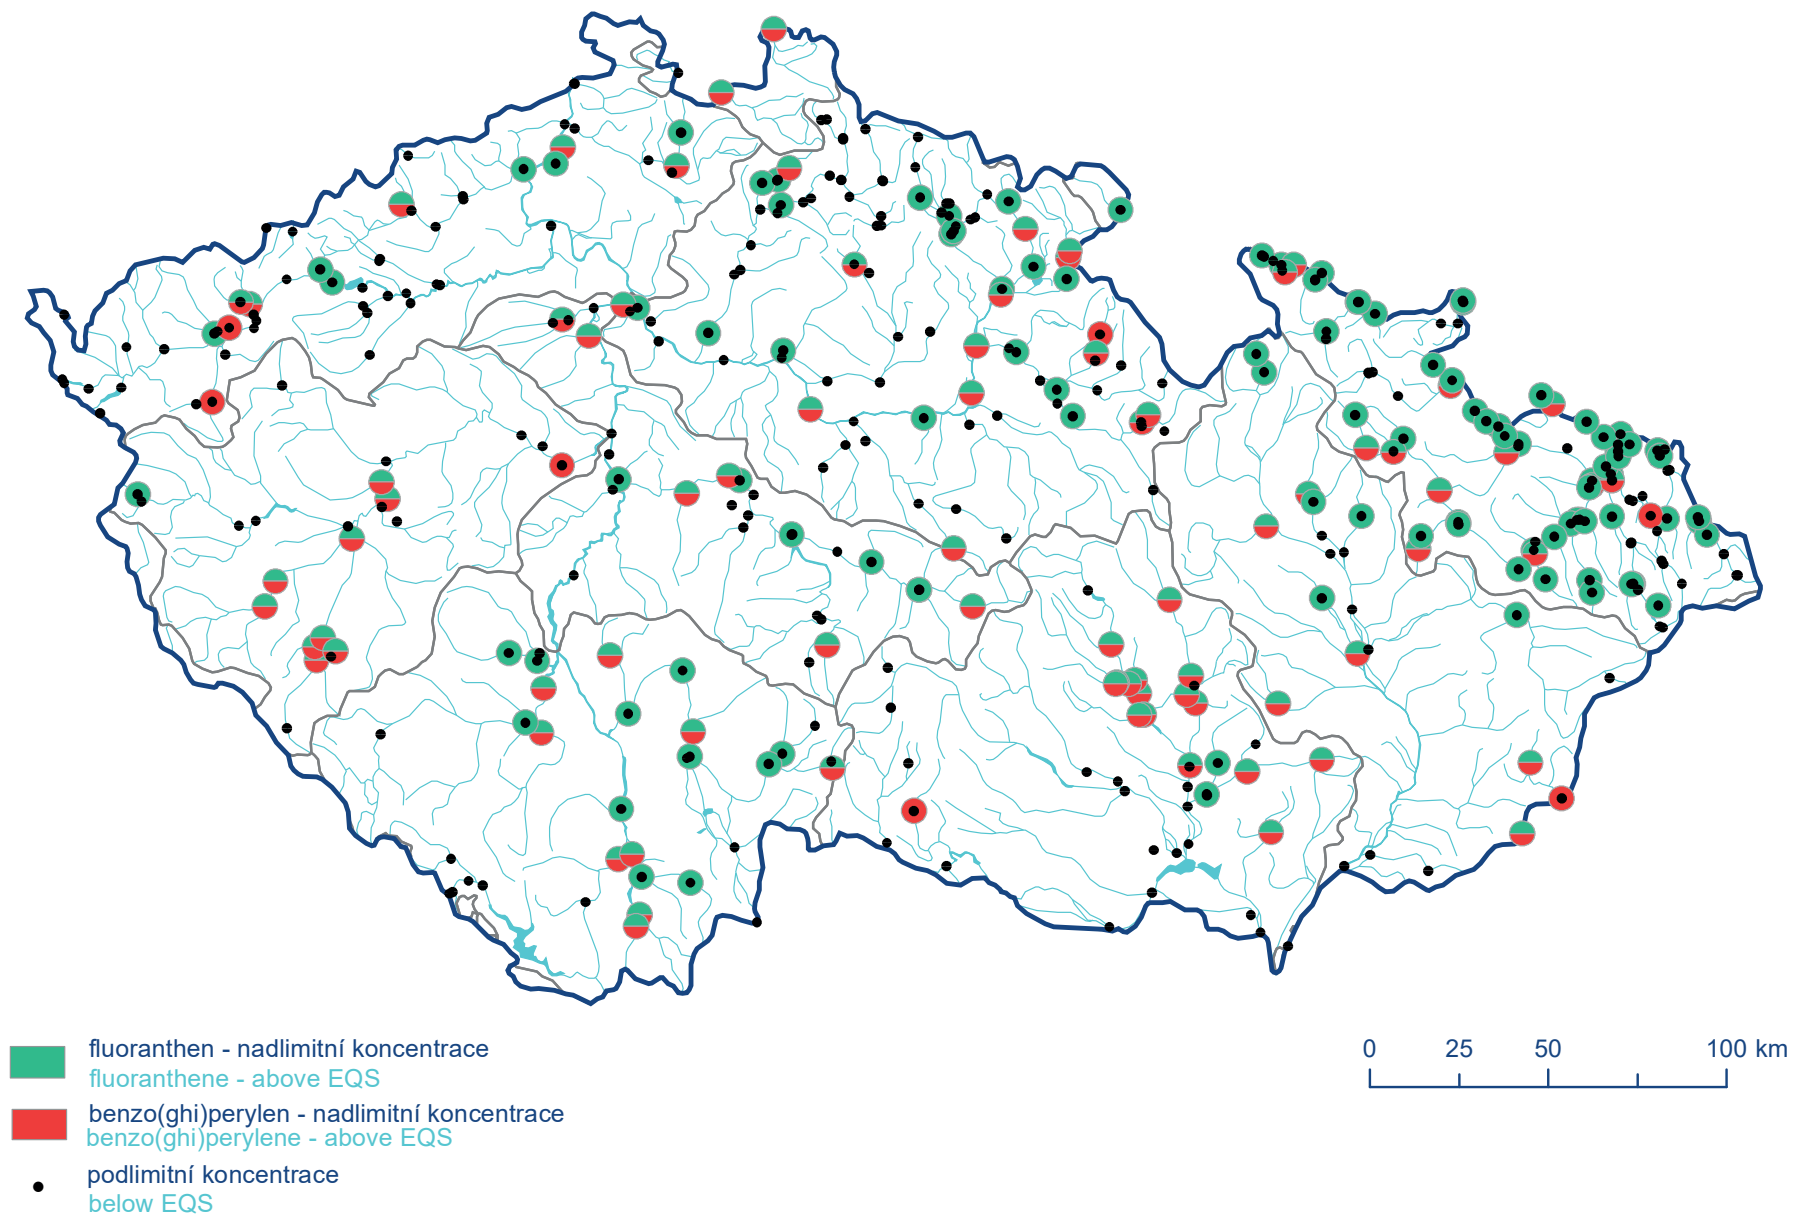 fluoranthen - nadlimitní koncentrace
fluoranthene - above EQS
benzo(ghi)perylen - nadlimitní koncentrace
benzo(ghi)perylene - above EQS
podlimitní koncentrace
below EQS
0 25 50 100 km